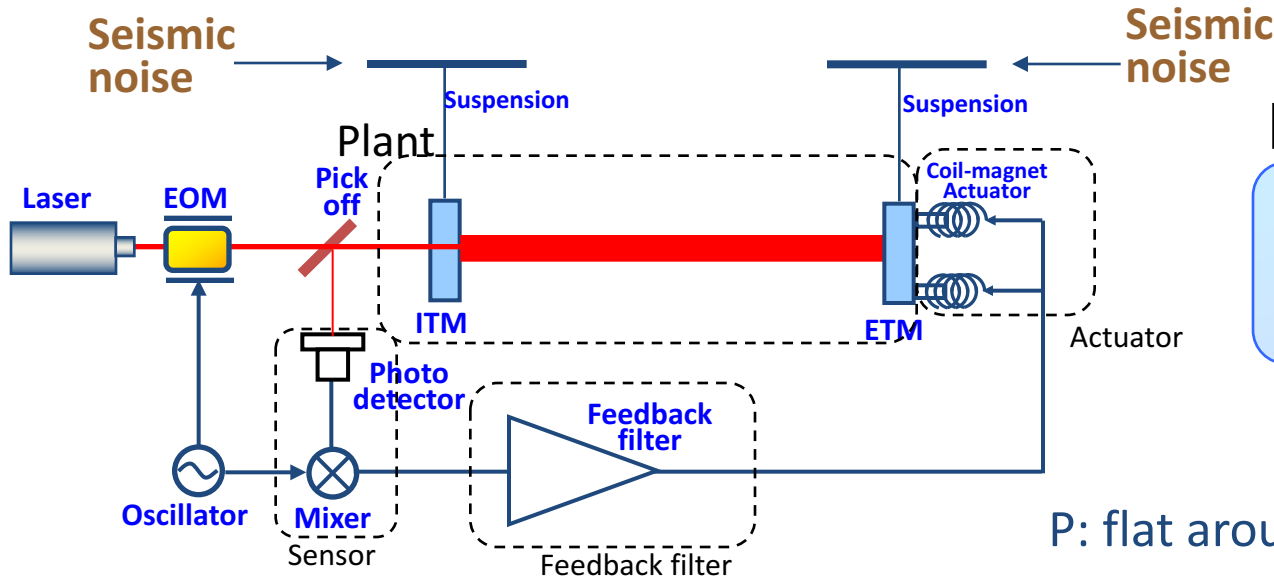 Seismic
noise
Seismic
noise
Suspension
Suspension
Plant
Coil-magnet
Actuator
Pick
off
Laser
EOM
ITM
ETM
Actuator
Photo
detector
Feedback
filter
Oscillator
Mixer
Sensor
Feedback filter
P: flat